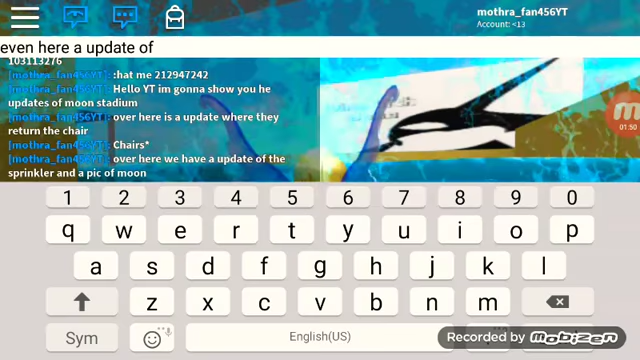 mothra_fan456YT
Account: <13
even here a update of
103113276
[mothra_fan456YT]: :hat me 212947242
[mothra_fan456YT]: Hello YT im gonna show you he
updates of moon stadium
[mothra_fan456YT]: over here is a update where they
return the chair
[mothra_fan456YT]: Chairs*
[mothra_fan456YT]: over here we have a update of the
sprinkler and a pic of moon
01:50
1 2 3 4 5 6 7 8 9 0
q w e r t y u i o p
a s d f g h j k l
z x c v b n m
Sym English(US)
Recorded by Mobizen